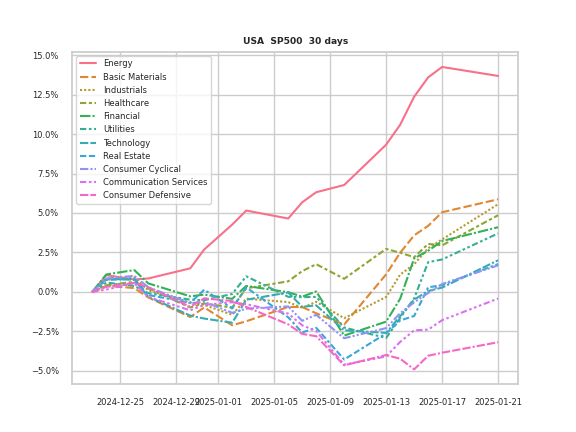 USA SP500 30 days
15.0%
12.5%
10.0%
7.5%
5.0%
2.5%
0.0%
−2.5%
−5.0%
Energy
Basic Materials
Industrials
Healthcare
Financial
Utilities
Technology
Real Estate
Consumer Cyclical
Communication Services
Consumer Defensive
2024-12-25 2024-12-29 2025-01-01 2025-01-05 2025-01-09 2025-01-13 2025-01-17 2025-01-21